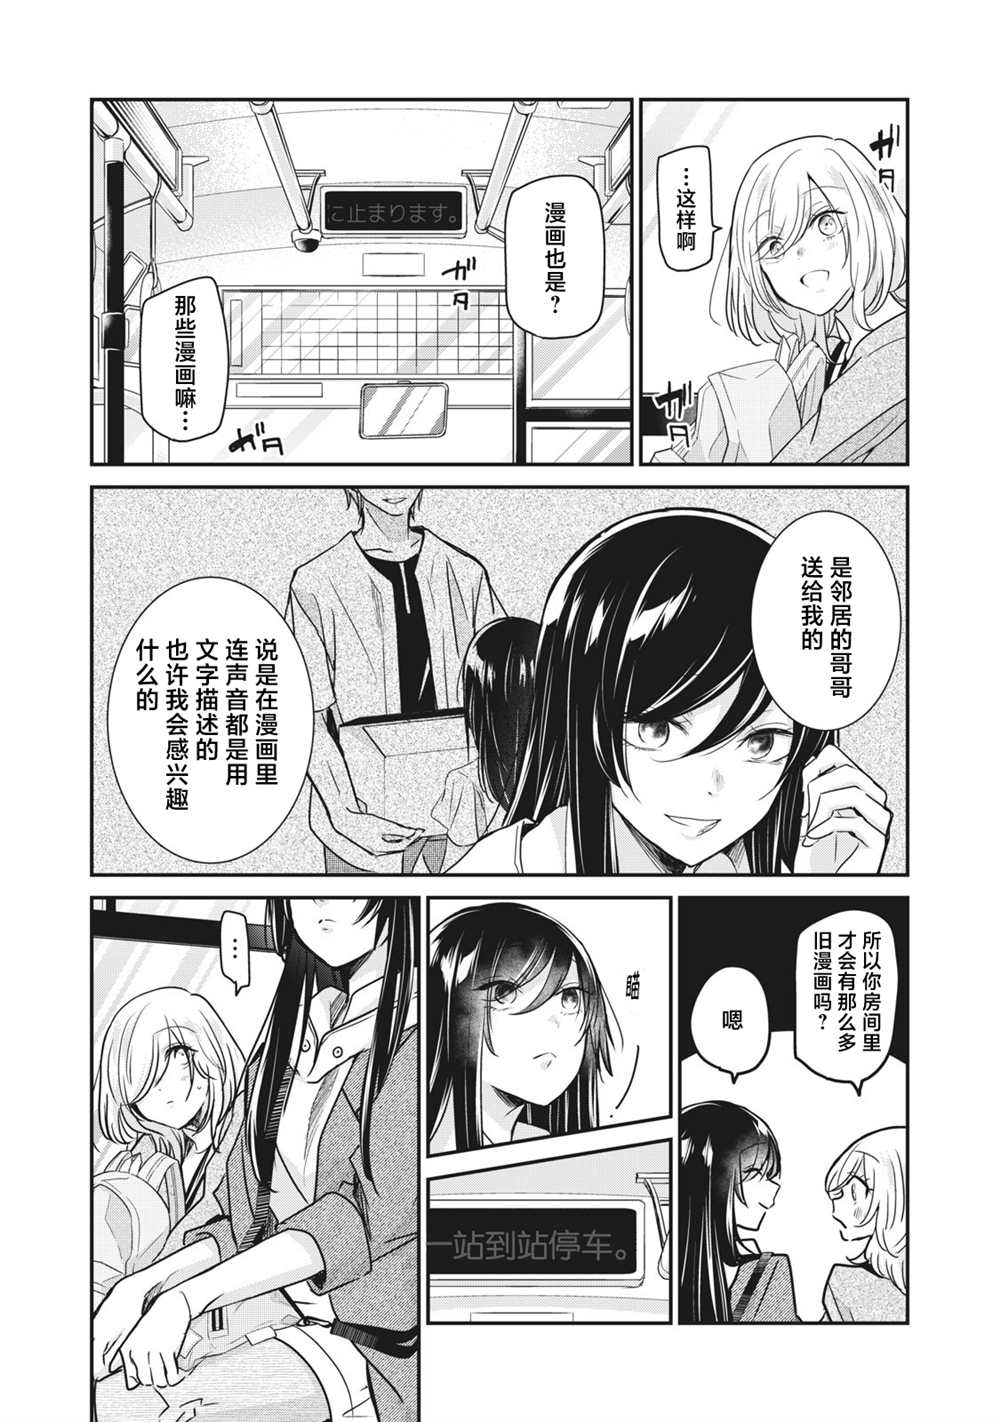 …这样啊
ガタ
ガタ
漫画也是?
に止まります。
ガタ
那些漫画嘛…
ガタ
是邻居的哥哥
送给我的
说是在漫画里
连声音都是用
文字描述的
也许我会感兴趣
什么的
所以你房间里
才会有那么多
旧漫画吗?
嗯
瞄
一站到站停车。
…